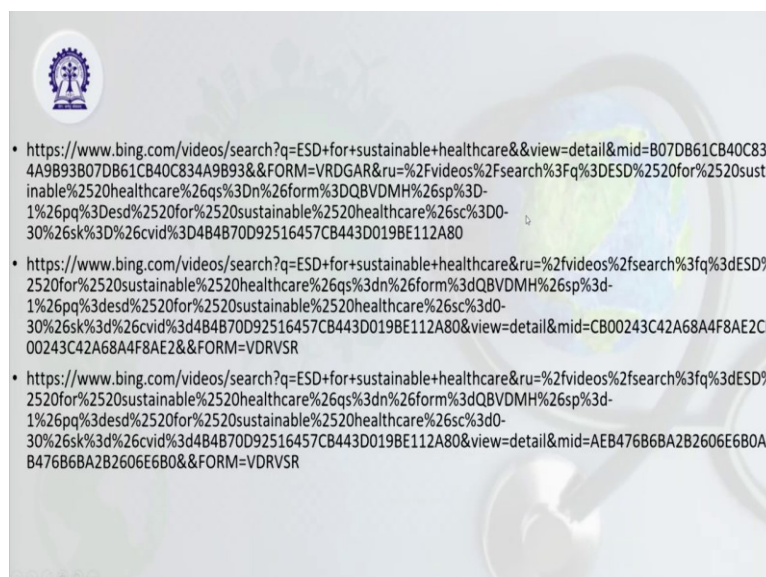 • https://www.bing.com/videos/search?q=ESD+for+sustainable+healthcare&&view=detail&mid=B07DB61CB40C83
4A9B93B07DB61CB40C834A9B93&&FORM=VRDGAR&ru=%2Fvideos%2Fsearch%3Fq%3DESD%2520for%2520sust
inable%2520healthcare%26qs%3Dn%26form%3DQBVDMH%26sp%3D-
1%26pq%3Desd%2520for%2520sustainable%2520healthcare%26sc%3D0-
30%26sk%3D%26cvid%3D4B4B70D92516457CB443D019BE112A80
• https://www.bing.com/videos/search?q=ESD+for+sustainable+healthcare&ru=%2fvideos%2fsearch%3fq%3dESD%
2520for%2520sustainable%2520healthcare%26qs%3dn%26form%3dQBVDMH%26sp%3d-
1%26pq%3desd%2520for%2520sustainable%2520healthcare%26sc%3d0-
30%26sk%3d%26cvid%3d4B4B70D92516457CB443D019BE112A80&view=detail&mid=CB00243C42A68A4F8AE2C
00243C42A68A4F8AE2&&FORM=VDRVSR
• https://www.bing.com/videos/search?q=ESD+for+sustainable+healthcare&ru=%2fvideos%2fsearch%3fq%3dESD%
2520for%2520sustainable%2520healthcare%26qs%3dn%26form%3dQBVDMH%26sp%3d-
1%26pq%3desd%2520for%2520sustainable%2520healthcare%26sc%3d0-
30%26sk%3d%26cvid%3d4B4B70D92516457CB443D019BE112A80&view=detail&mid=AEB476B6BA2B2606E6B0A
B476B6BA2B2606E6B0&&FORM=VDRVSR